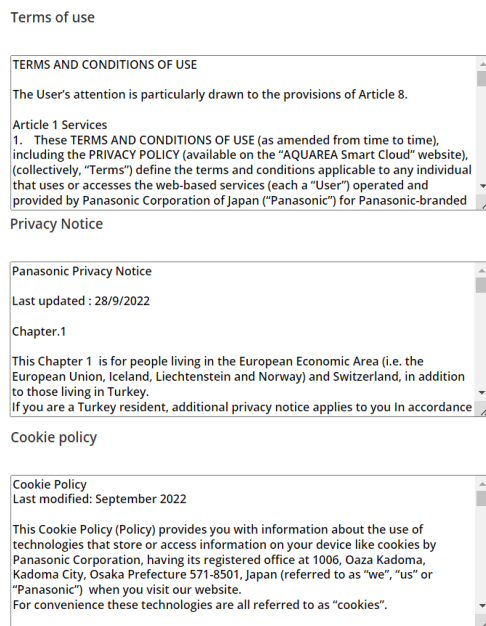 Terms of use
TERMS AND CONDITIONS OF USE
The User's attention is particularly drawn to the provisions of Article 8.
Article 1 Services
1. These TERMS AND CONDITIONS OF USE (as amended from time to time),
including the PRIVACY POLICY (available on the “AQUAREA Smart Cloud” website),
(collectively, “Terms”) define the terms and conditions applicable to any individual
that uses or accesses the web-based services (each a “User”) operated and
provided by Panasonic Corporation of Japan (“Panasonic”) for Panasonic-branded
Privacy Notice
Panasonic Privacy Notice
Last updated : 28/9/2022
Chapter.1
This Chapter 1 is for people living in the European Economic Area (i.e. the
European Union, Iceland, Liechtenstein and Norway) and Switzerland, in addition
to those living in Turkey.
If you are a Turkey resident, additional privacy notice applies to you In accordance
Cookie policy
Cookie Policy
Last modified: September 2022
This Cookie Policy (Policy) provides you with information about the use of
technologies that store or access information on your device like cookies by
Panasonic Corporation, having its registered office at 1006, Oaza Kadoma,
Kadoma City, Osaka Prefecture 571-8501, Japan (referred to as “we”, “us” or
“Panasonic”) when you visit our website.
For convenience these technologies are all referred to as “cookies”.